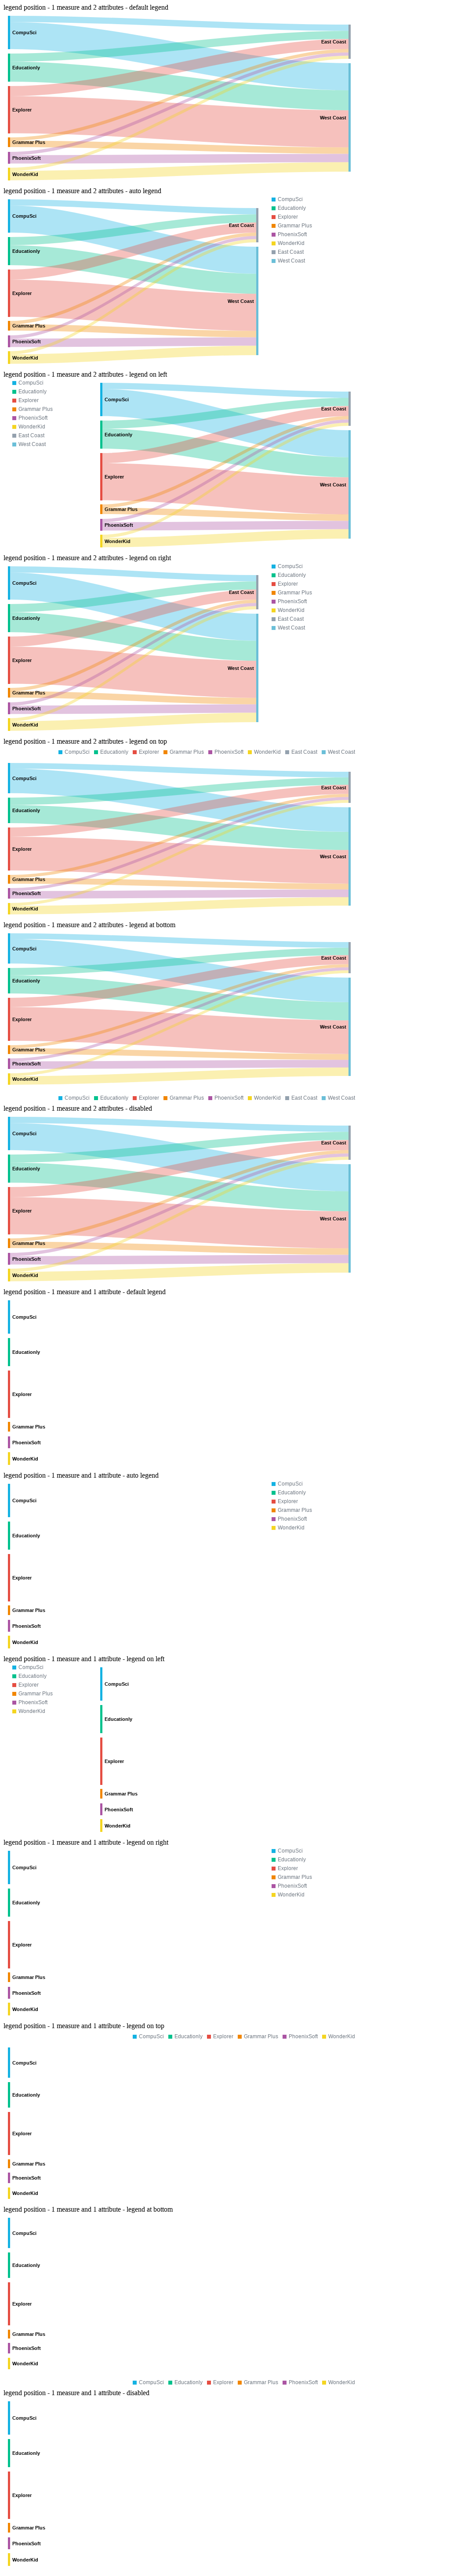 legend position - 1 measure and 2 attributes - default legend
CompuSci
East Coast
Educationly
Explorer
West Coast
Grammar Plus
PhoenixSoft
WonderKid
legend position - 1 measure and 2 attributes - auto legend
CompuSci
Educationly
Explorer
Grammar Plus
PhoenixSoft
WonderKid
East Coast
West Coast
CompuSci
East Coast
Educationly
Explorer
West Coast
Grammar Plus
PhoenixSoft
WonderKid
legend position - 1 measure and 2 attributes - legend on left
CompuSci
Educationly
Explorer
Grammar Plus
PhoenixSoft
WonderKid
East Coast
West Coast
CompuSci
East Coast
Educationly
Explorer
West Coast
Grammar Plus
PhoenixSoft
WonderKid
legend position - 1 measure and 2 attributes - legend on right
CompuSci
Educationly
Explorer
Grammar Plus
PhoenixSoft
WonderKid
East Coast
West Coast
CompuSci
East Coast
Educationly
Explorer
West Coast
Grammar Plus
PhoenixSoft
WonderKid
legend position - 1 measure and 2 attributes - legend on top
CompuSci Educationly Explorer Grammar Plus PhoenixSoft WonderKid East Coast West Coast
CompuSci
East Coast
Educationly
Explorer
West Coast
Grammar Plus
PhoenixSoft
WonderKid
legend position - 1 measure and 2 attributes - legend at bottom
CompuSci
East Coast
Educationly
Explorer
West Coast
Grammar Plus
PhoenixSoft
WonderKid
CompuSci Educationly Explorer Grammar Plus PhoenixSoft WonderKid East Coast West Coast
legend position - 1 measure and 2 attributes - disabled
CompuSci
East Coast
Educationly
Explorer
West Coast
Grammar Plus
PhoenixSoft
WonderKid
legend position - 1 measure and 1 attribute - default legend
CompuSci
Educationly
Explorer
Grammar Plus
PhoenixSoft
WonderKid
legend position - 1 measure and 1 attribute - auto legend
CompuSci
Educationly
Explorer
Grammar Plus
PhoenixSoft
WonderKid
CompuSci
Educationly
Explorer
Grammar Plus
PhoenixSoft
WonderKid
legend position - 1 measure and 1 attribute - legend on left
CompuSci
Educationly
Explorer
Grammar Plus
PhoenixSoft
WonderKid
CompuSci
Educationly
Explorer
Grammar Plus
PhoenixSoft
WonderKid
legend position - 1 measure and 1 attribute - legend on right
CompuSci
Educationly
Explorer
Grammar Plus
PhoenixSoft
WonderKid
CompuSci
Educationly
Explorer
Grammar Plus
PhoenixSoft
WonderKid
legend position - 1 measure and 1 attribute - legend on top
CompuSci Educationly Explorer Grammar Plus PhoenixSoft WonderKid
CompuSci
Educationly
Explorer
Grammar Plus
PhoenixSoft
WonderKid
legend position - 1 measure and 1 attribute - legend at bottom
CompuSci
Educationly
Explorer
Grammar Plus
PhoenixSoft
WonderKid
CompuSci Educationly Explorer Grammar Plus PhoenixSoft WonderKid
legend position - 1 measure and 1 attribute - disabled
CompuSci
Educationly
Explorer
Grammar Plus
PhoenixSoft
WonderKid